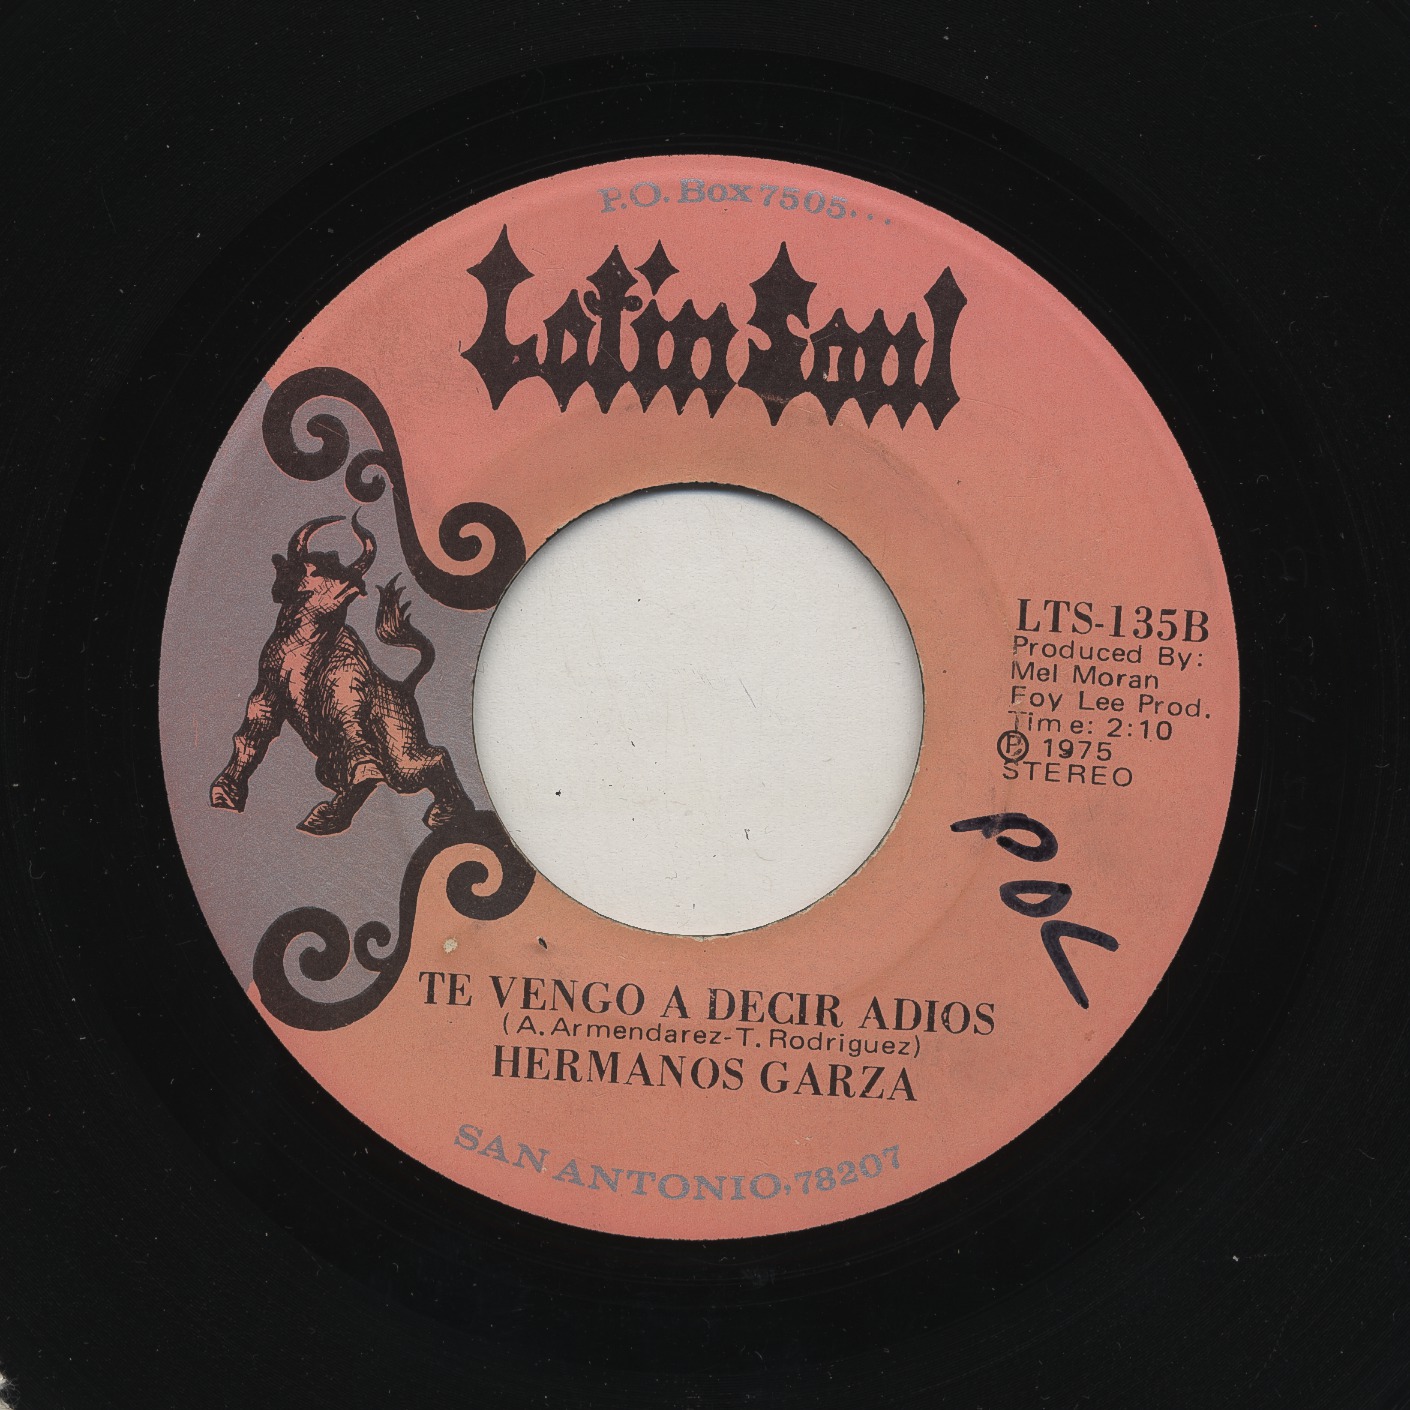 P.O. Box 7505...
Latin Soul
LTS-135B
Produced By:
Mel Moran
Foy Lee Prod.
Time: 2:10
Ⓟ 1975
STEREO
POL
TE VENGO A DECIR ADIOS
(A. Armendarez-T. Rodriguez)
HERMANOS GARZA
SAN ANTONIO, 78207